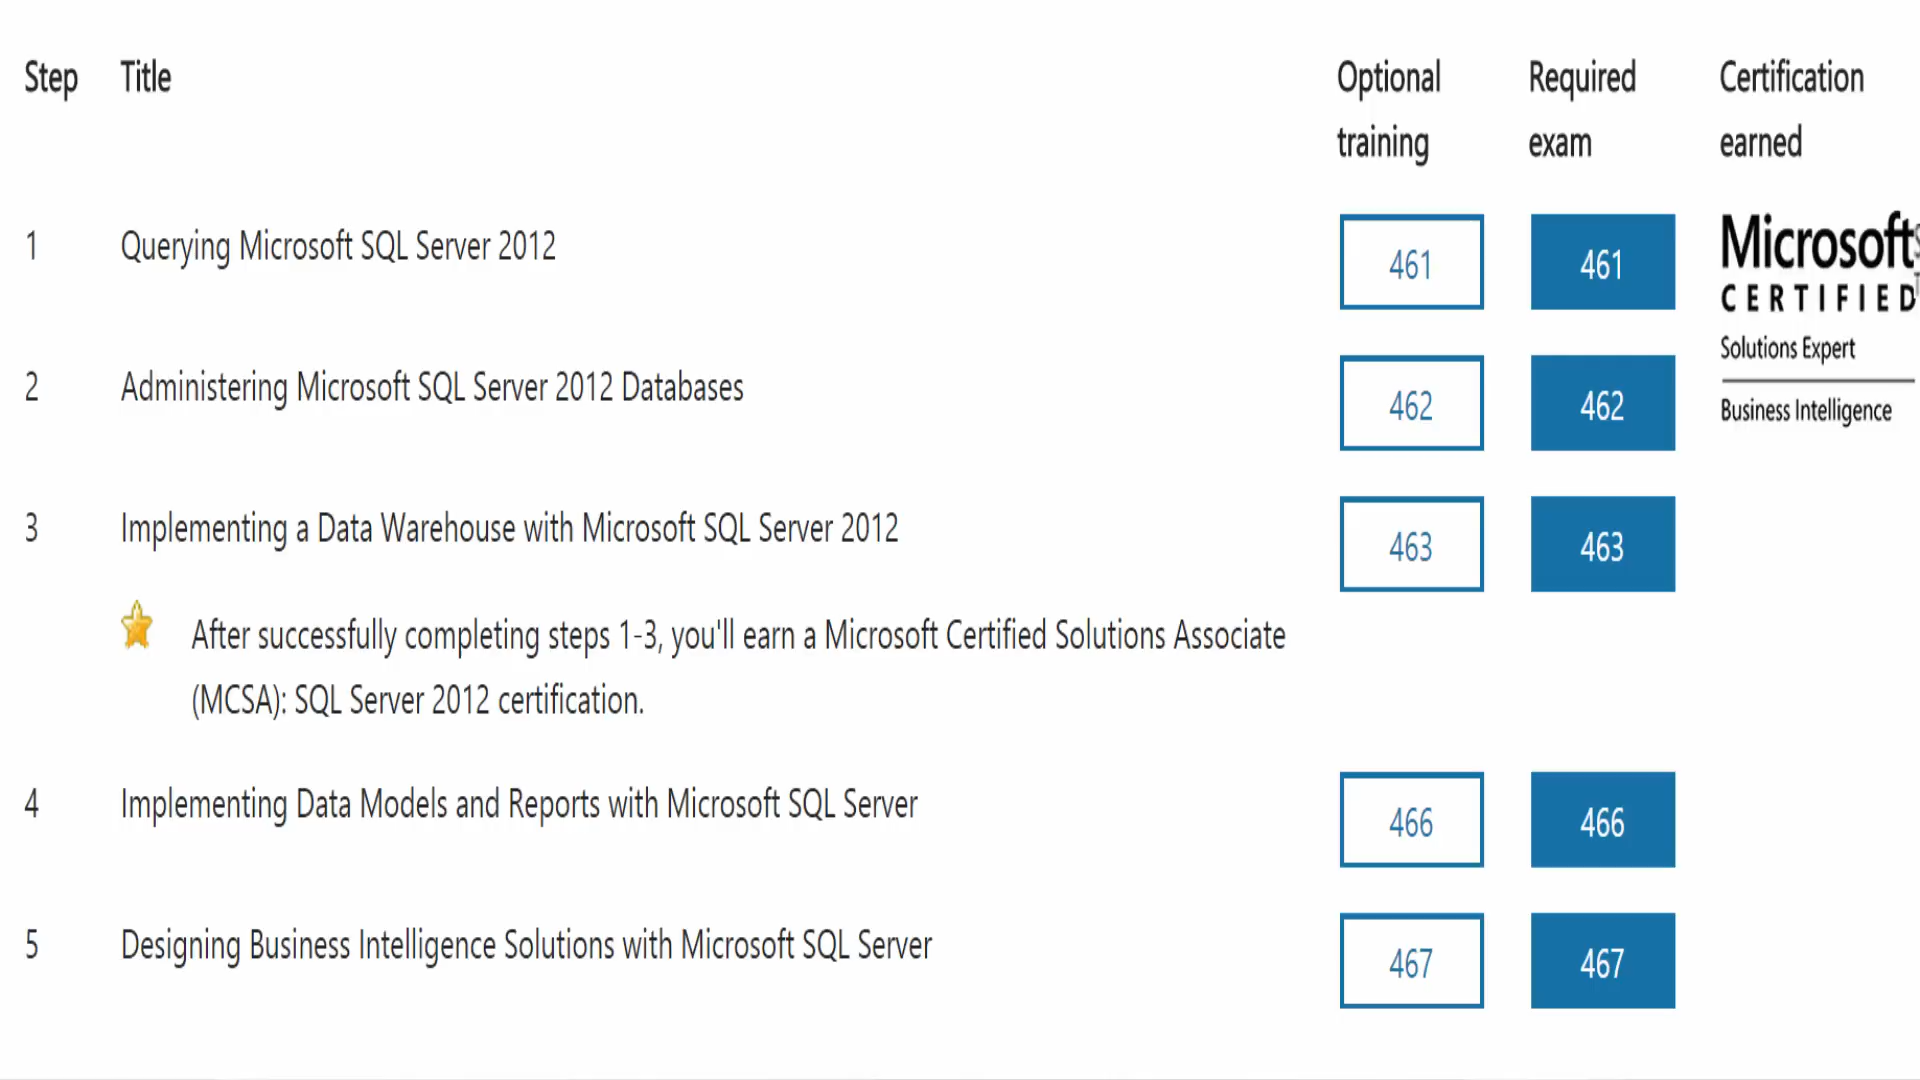 Step Title Optional training Required exam Certification earned
1 Querying Microsoft SQL Server 2012 461 461
Microsoft
CERTIFIED
Solutions Expert
Business Intelligence
2 Administering Microsoft SQL Server 2012 Databases 462 462
3 Implementing a Data Warehouse with Microsoft SQL Server 2012 463 463
After successfully completing steps 1-3, you'll earn a Microsoft Certified Solutions Associate
(MCSA): SQL Server 2012 certification.
4 Implementing Data Models and Reports with Microsoft SQL Server 466 466
5 Designing Business Intelligence Solutions with Microsoft SQL Server 467 467